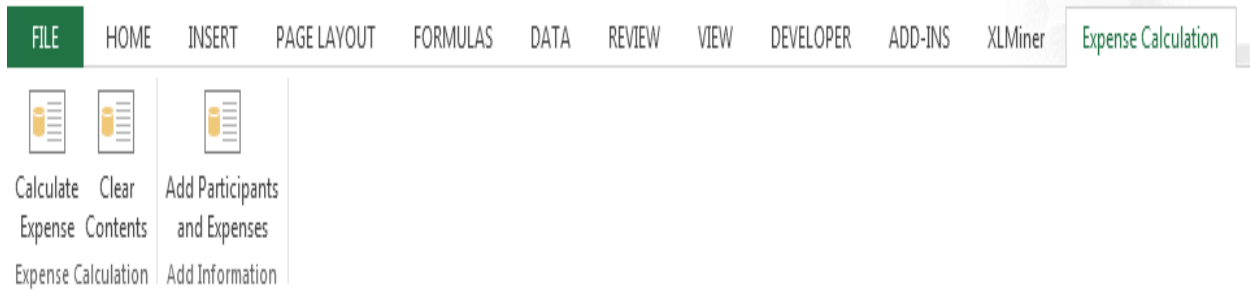 FILE HOME INSERT PAGE LAYOUT FORMULAS DATA REVIEW VIEW DEVELOPER ADD-INS XLMiner Expense Calculation
Calculate Clear Add Participants
Expense Contents and Expenses
Expense Calculation Add Information